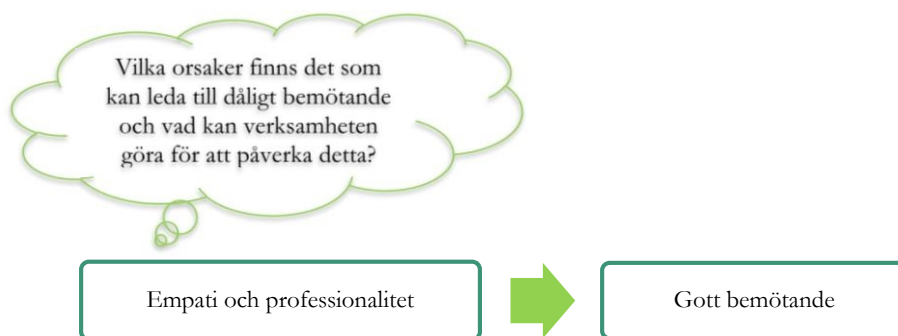 Vilka orsaker finns det som
kan leda till dåligt bemötande
och vad kan verksamheten
göra för att påverka detta?
Empati och professionalitet
Gott bemötande